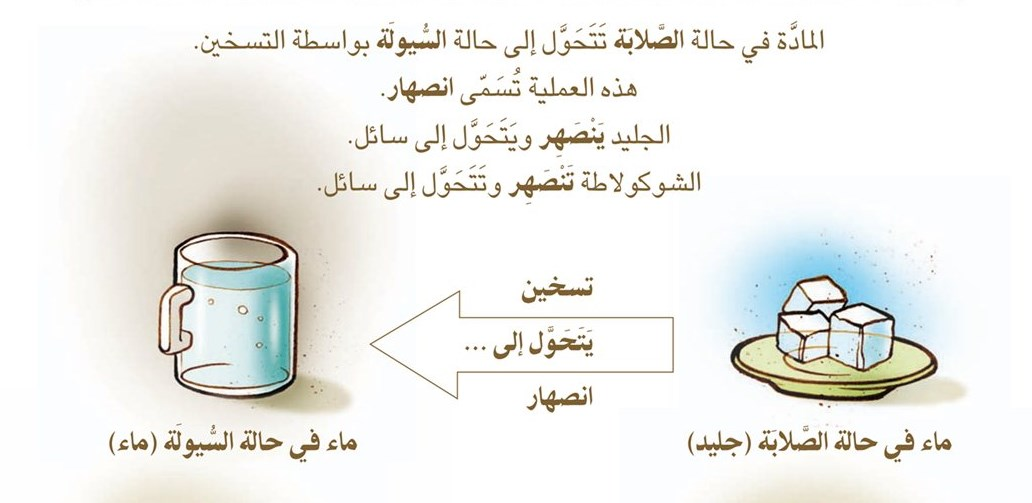 المادَّة في حالة الصَّلابَة تَتَحَوَّل إلى حالة السُّيولَة بواسطة التسخين.
هذه العملية تُسَمّى انصهار.
الجليد يَنْصَهِر ويَتَحَوَّل إلى سائل.
الشوكولاطة تَنْصَهِر وتَتَحَوَّل إلى سائل.
تسخين
يَتَحَوَّل إلى ...
انصهار
ماء في حالة الصَّلابَة (جليد)
ماء في حالة السُّيولَة (ماء)